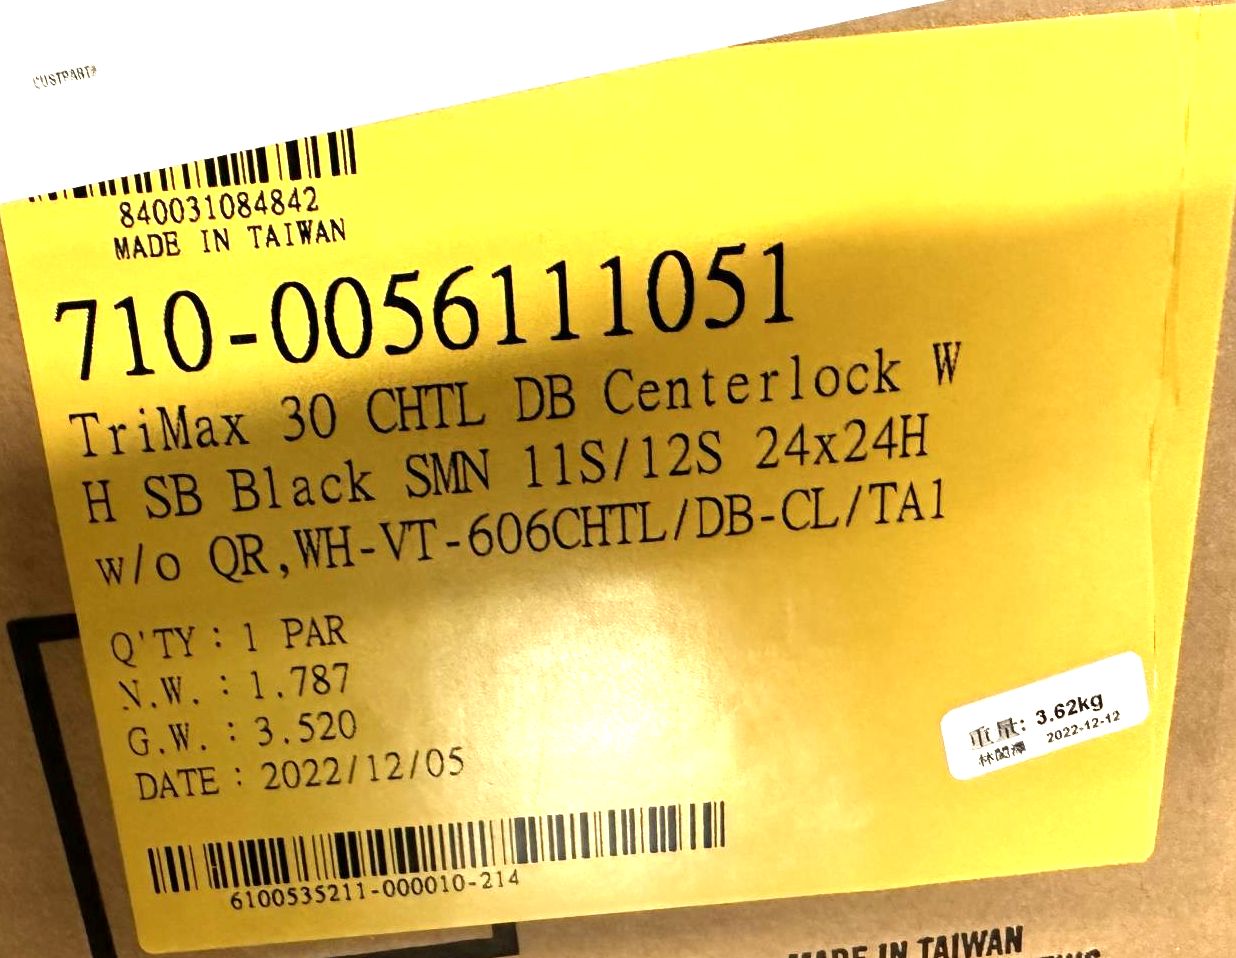 CUSTPART#
840031084842
MADE IN TAIWAN
710-0056111051
TriMax 30 CHTL DB Centerlock W
H SB Black SMN 11S/12S 24x24H
w/o QR,WH-VT-606CHTL/DB-CL/TA1
Q'TY : 1 PAR
N.W. : 1.787
G.W. : 3.520
DATE : 2022/12/05
重量: 3.62kg
2022-12-12
6100535211-000010-214
MADE IN TAIWAN